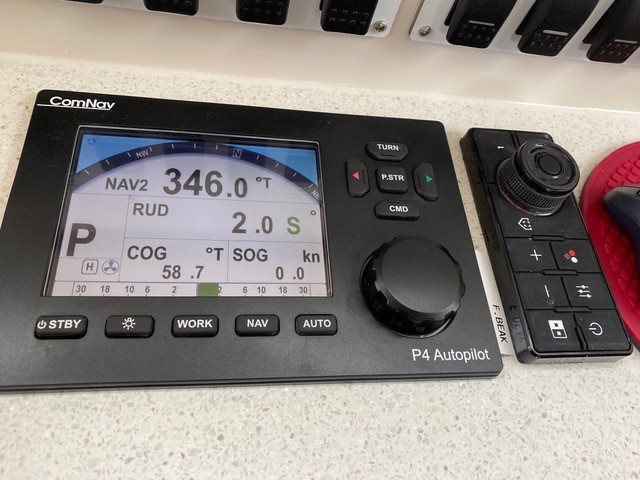 ComNav
NW N
NAV2 346.0 °T
RUD °
2.0 S
P
COG °T SOG kn
H 58.7 0.0
30 18 10 6 2 2 6 10 18 30
TURN
P.STR
CMD
STBY WORK NAV AUTO
P4 Autopilot
F. BEAK